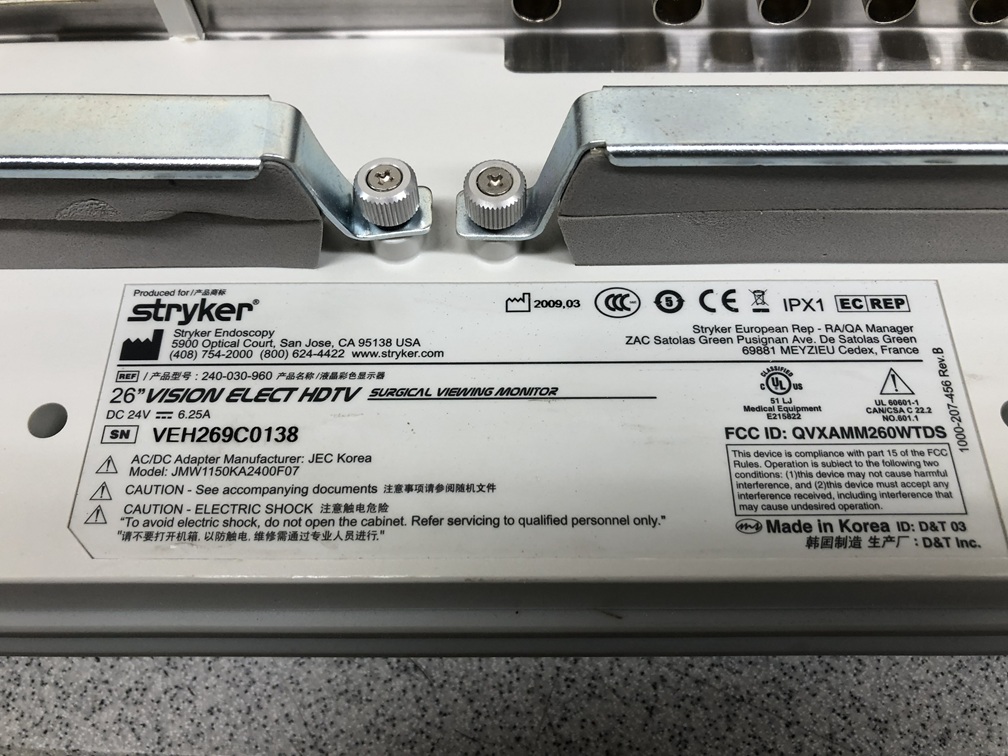 Produced for / 产品商标
stryker®
Stryker Endoscopy
5900 Optical Court, San Jose, CA 95138 USA
(408) 754-2000 (800) 624-4422 www.stryker.com
2009,03 CCC 5 CE IPX1 EC REP
Stryker European Rep - RA/QA Manager
ZAC Satolas Green Pusignan Ave. De Satolas Green
69881 MEYZIEU Cedex, France
REF / 产品型号 : 240-030-960 产品名称 /液晶彩色显示器
26" VISION ELECT HDTV SURGICAL VIEWING MONITOR
DC 24V 6.25A
SN VEH269C0138
AC/DC Adapter Manufacturer: JEC Korea
Model: JMW1150KA2400F07
CAUTION - See accompanying documents 注意事项请参阅随机文件
CAUTION - ELECTRIC SHOCK 注意触电危险
"To avoid electric shock, do not open the cabinet. Refer servicing to qualified personnel only."
"请不要打开机箱, 以防触电, 维修需通过专业人员进行."
CLASSIFIED
C UL US
51 LJ
Medical Equipment
E215822
UL 60601-1
CAN/CSA C 22.2
NO.601.1
FCC ID: QVXAMM260WTDS
This device is compliance with part 15 of the FCC
Rules. Operation is subject to the following two
conditions: (1)this device may not cause harmful
interference, and (2)this device must accept any
interference received, including interference that
may cause undesired operation.
Made in Korea ID: D&T 03
韩国制造 生产厂 : D&T Inc.
1000-207-456 Rev.B